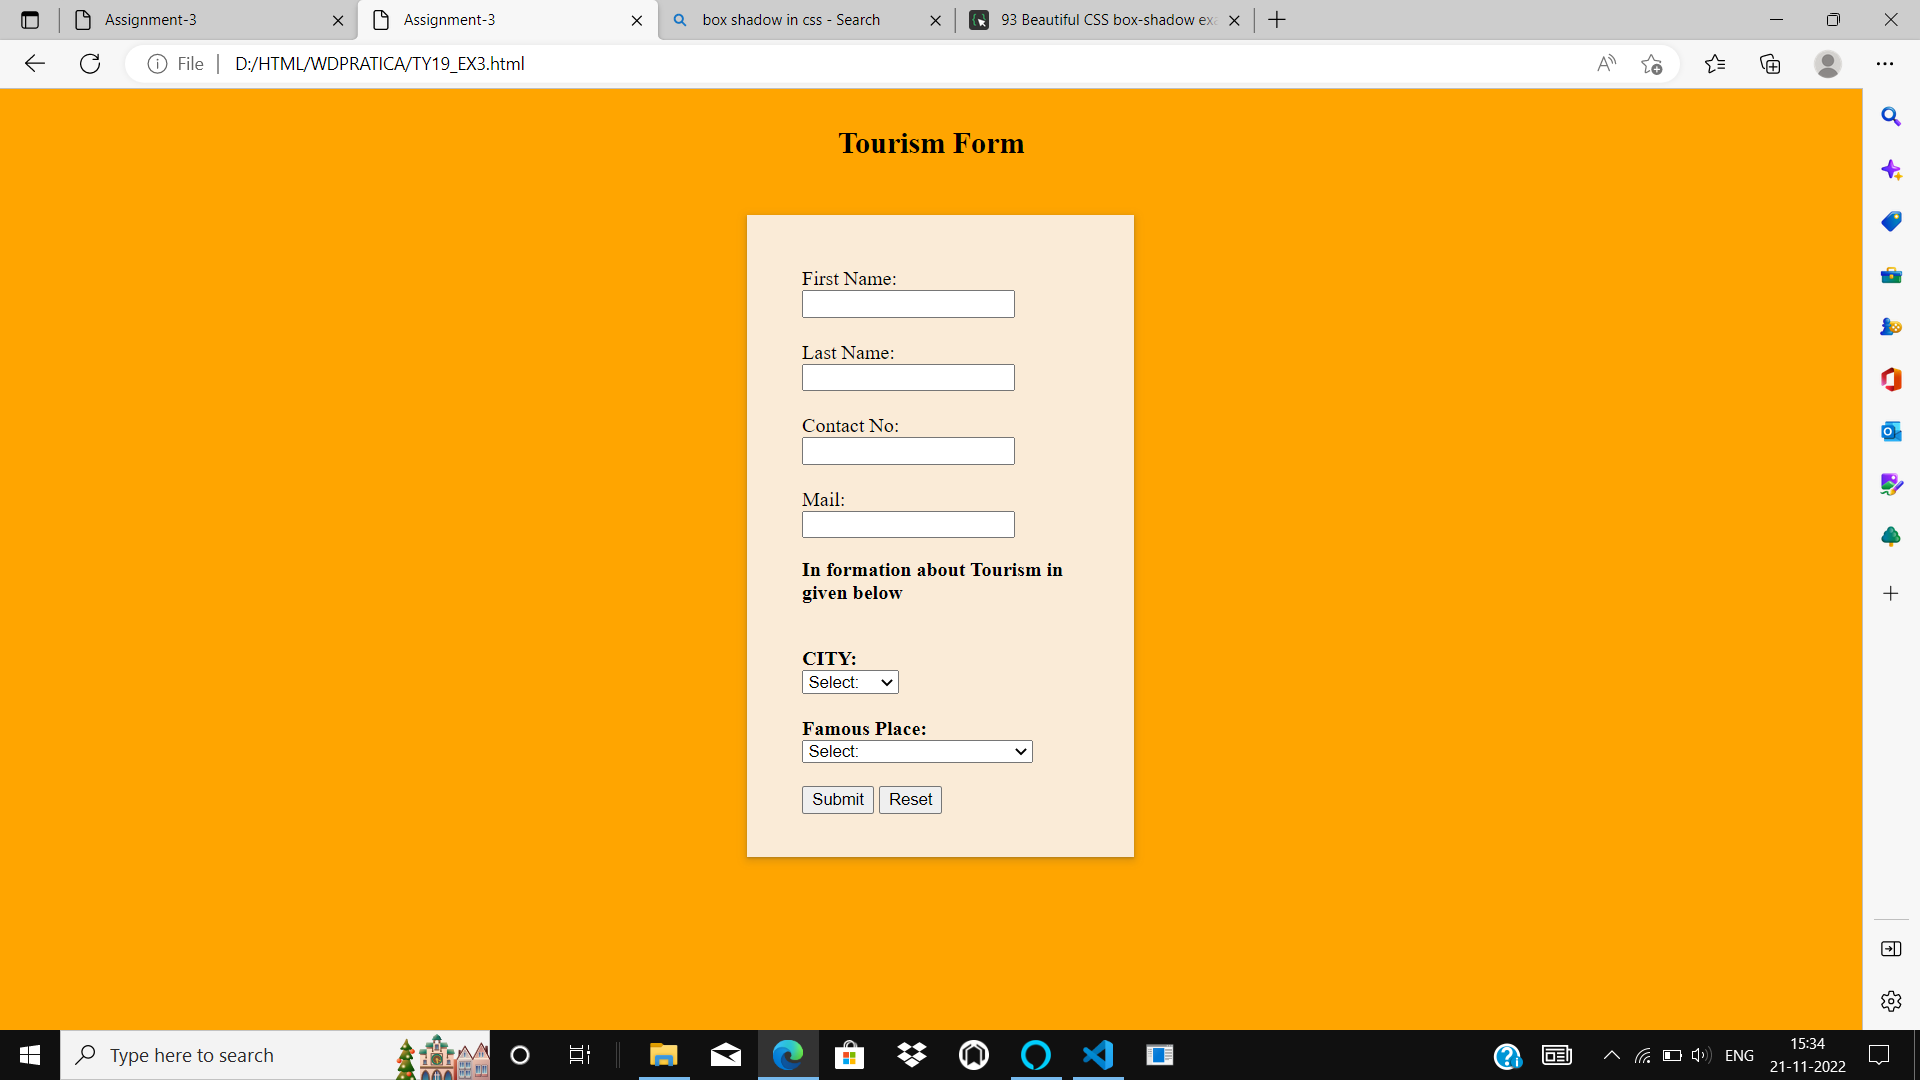 Assignment-3
Assignment-3
box shadow in css - Search
93 Beautiful CSS box-shadow exa
File
D:/HTML/WDPRATICA/TY19_EX3.html
Tourism Form
First Name:
Last Name:
Contact No:
Mail:
In formation about Tourism in
given below
CITY:
Select:
Famous Place:
Select:
Submit Reset
Type here to search
ENG
15:34
21-11-2022